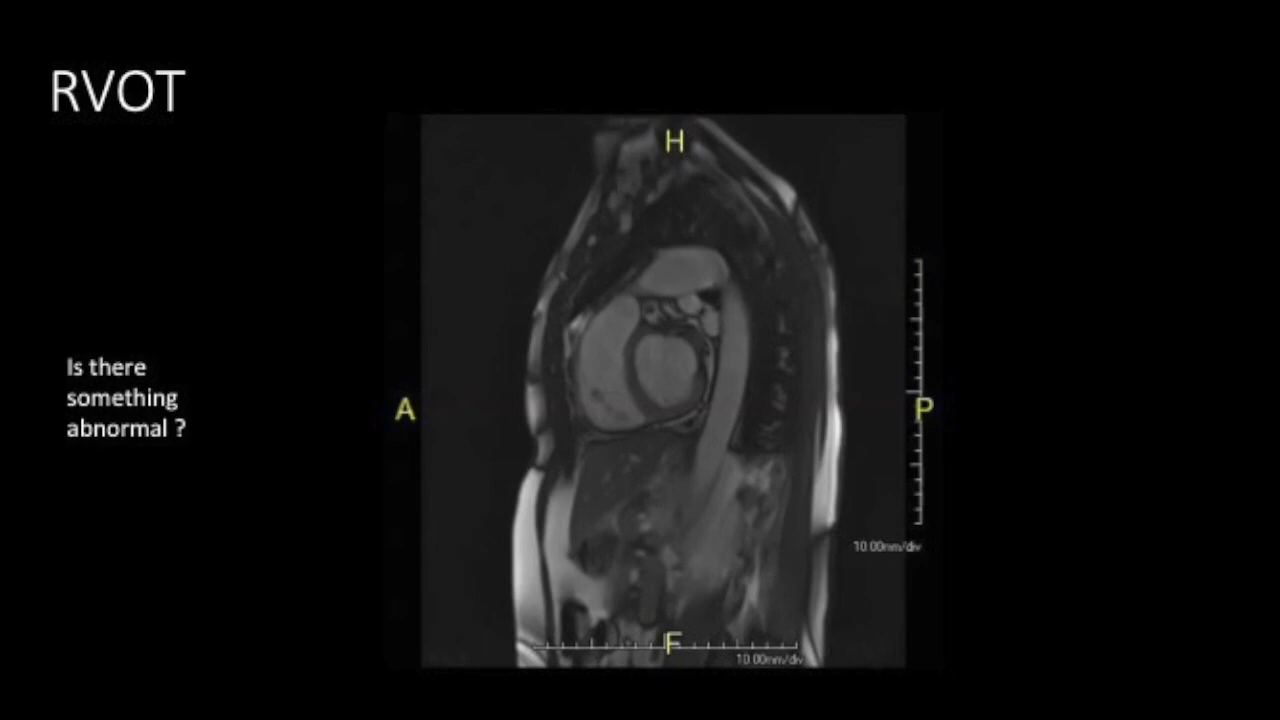 RVOT
H
Is there
something
abnormal ?
A
P
10.00mm/div
F
10.00mm/div